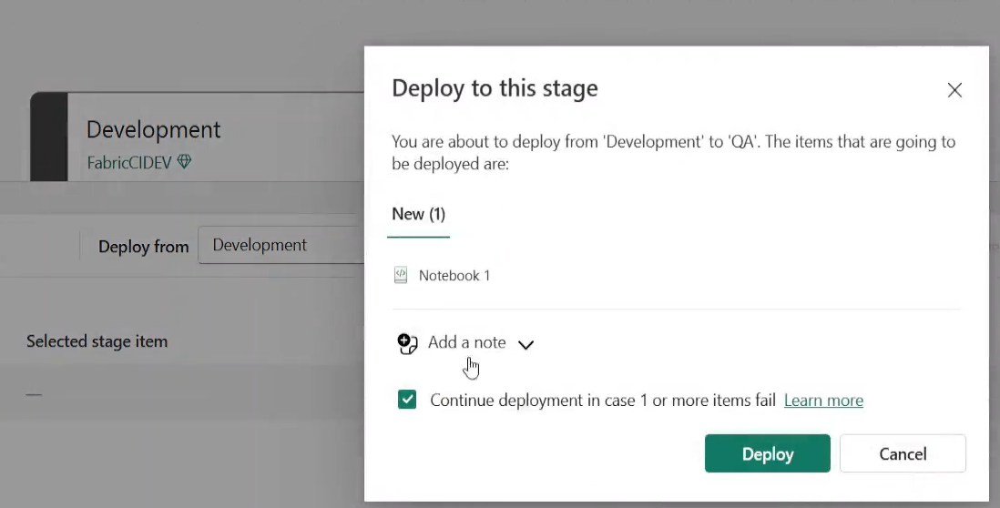 Deploy to this stage
Development
You are about to deploy from 'Development' to 'QA'. The items that are going
be deployed are:
FabricCIDEV
New (1)
Deploy from
Development
Notebook 1
Selected stage item
Add a note
—
Continue deployment in case 1 or more items fail Learn more
Deploy
Cancel